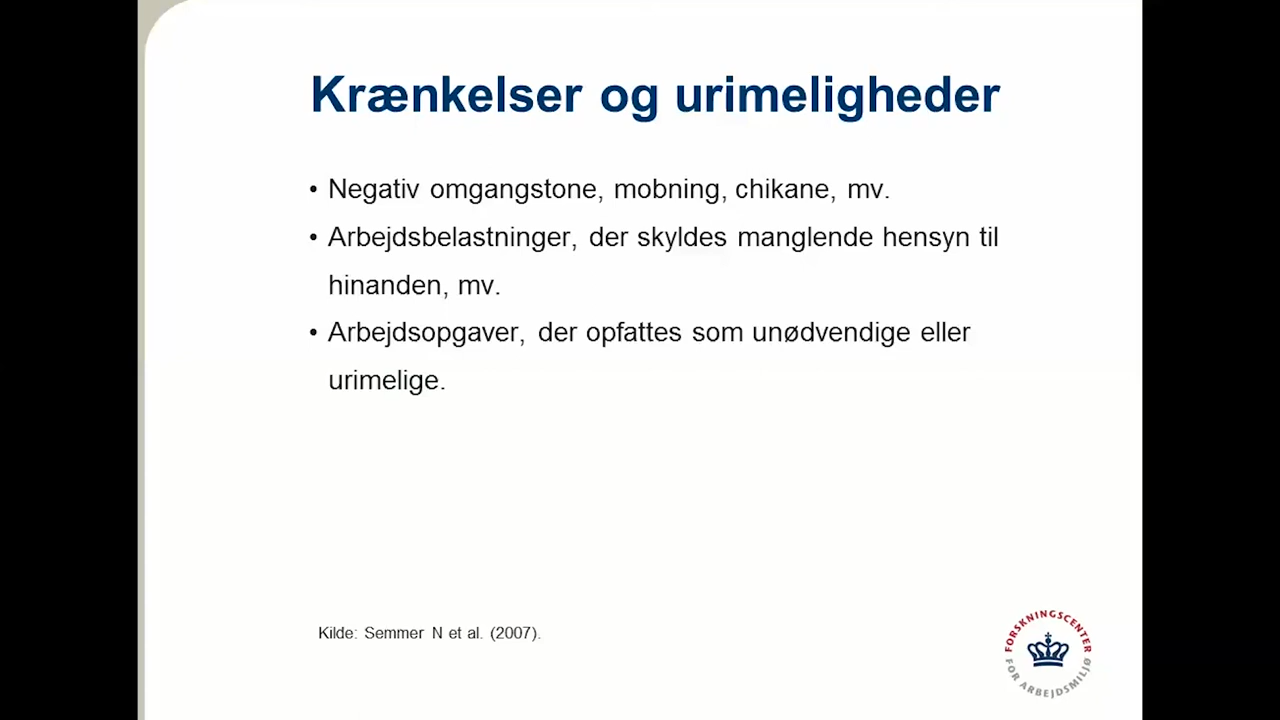 Krænkelser og urimeligheder
• Negativ omgangstone, mobning, chikane, mv.
• Arbejdsbelastninger, der skyldes manglende hensyn til
hinanden, mv.
• Arbejdsopgaver, der opfattes som unødvendige eller
urimelige.
Kilde: Semmer N et al. (2007).
FORSKNINGSCENTER
FOR ARBEJDSMILJØ